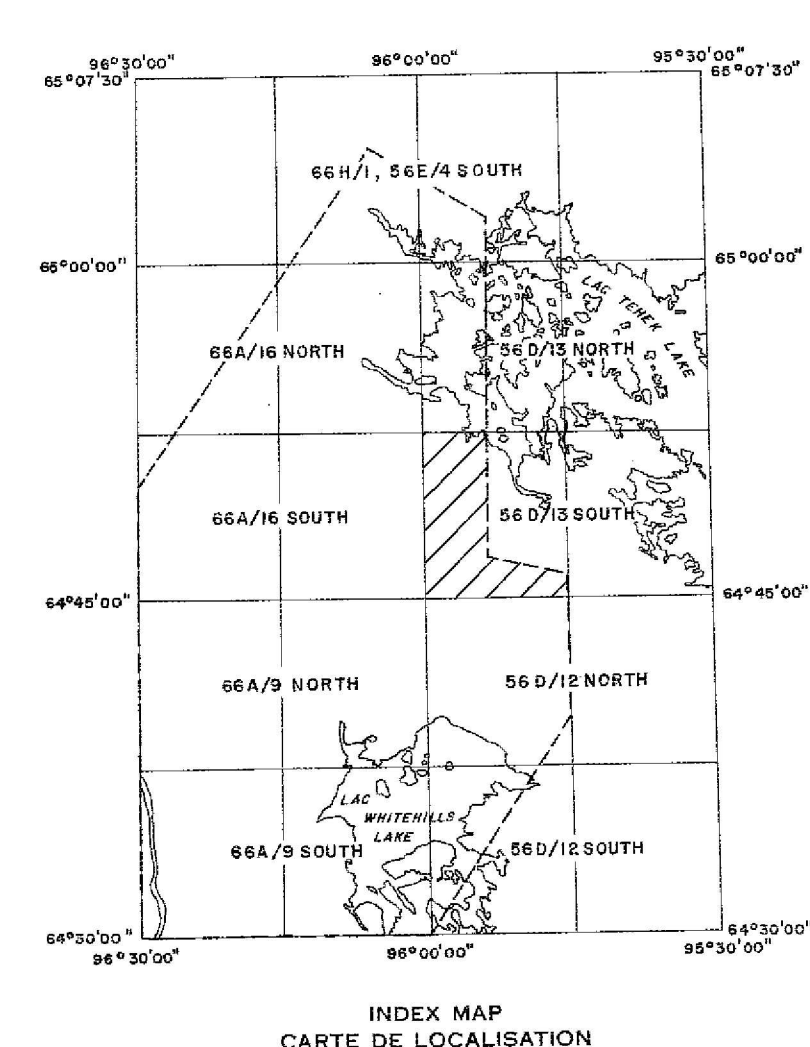 96°30'00" 96°00'00" 95°30'00"
65°07'30" 65°07'30"
66H/1, 56E/4 SOUTH
65°00'00" 65°00'00"
LAC TEHEK LAKE
66A/16 NORTH 56D/13 NORTH
66A/16 SOUTH 56D/13 SOUTH
64°45'00" 64°45'00"
66A/9 NORTH 56D/12 NORTH
LAC
WHITEHILLS
LAKE
66A/9 SOUTH 56D/12 SOUTH
64°30'00" 64°30'00"
96°30'00" 96°00'00" 95°30'00"
INDEX MAP
CARTE DE LOCALISATION